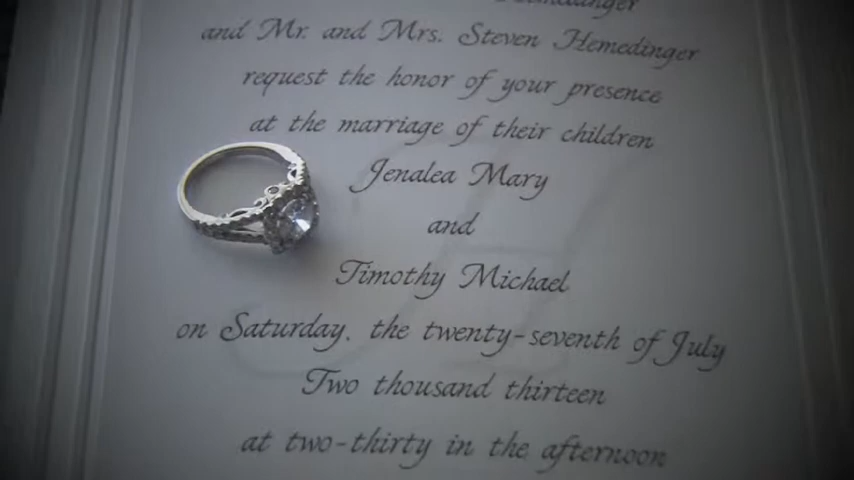 and Mr. and Mrs. Steven Hemedinger
request the honor of your presence
at the marriage of their children
Jenalea Mary
and
Timothy Michael
on Saturday, the twenty-seventh of July
Two thousand thirteen
at two-thirty in the afternoon